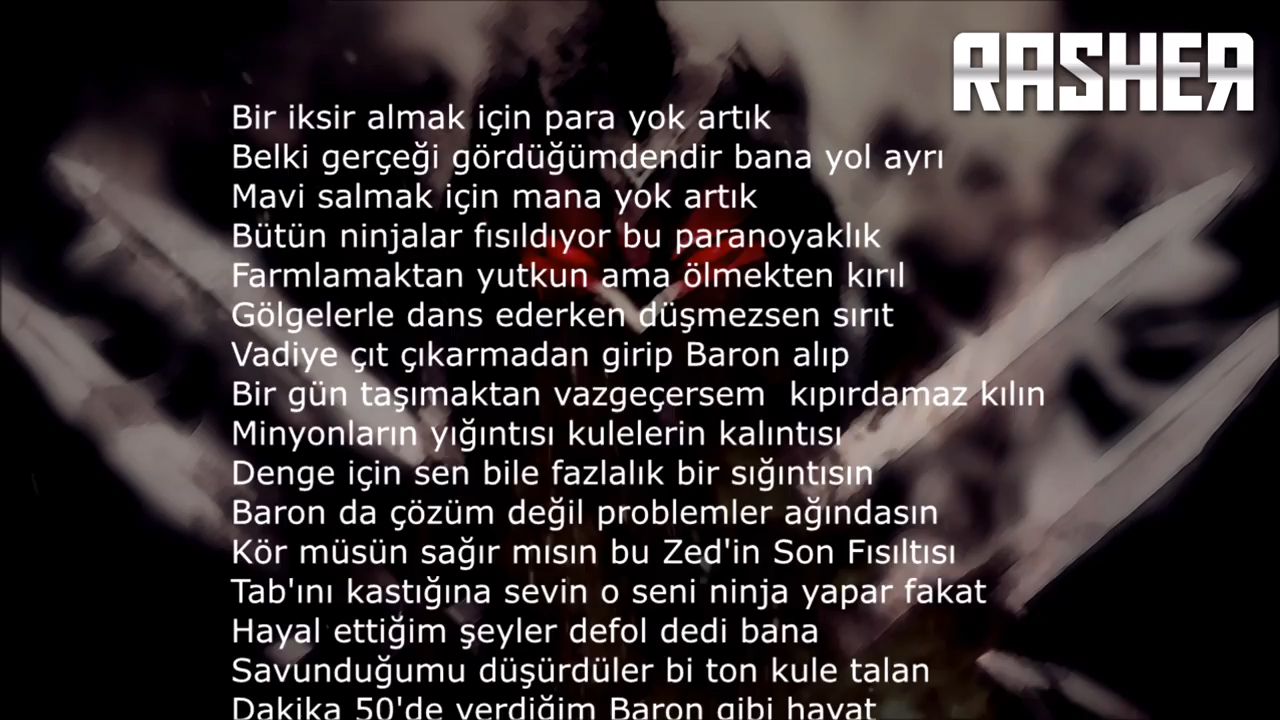 RASHER
Bir iksir almak için para yok artık
Belki gerçeği gördüğümdendir bana yol ayrı
Mavi salmak için mana yok artık
Bütün ninjalar fısıldıyor bu paranoyaklık
Farmlamaktan yutkun ama ölmekten kırıl
Gölgelerle dans ederken düşmezsen sırıt
Vadiye çıt çıkarmadan girip Baron alıp
Bir gün taşımaktan vazgeçersem  kıpırdamaz kılın
Minyonların yığıntısı kulelerin kalıntısı
Denge için sen bile fazlalık bir sığıntısın
Baron da çözüm değil problemler ağındasın
Kör müsün sağır mısın bu Zed'in Son Fısıltısı
Tab'ını kastığına sevin o seni ninja yapar fakat
Hayal ettiğim şeyler defol dedi bana
Savunduğumu düşürdüler bi ton kule talan
Dakika 50'de verdiğim Baron gibi hayat